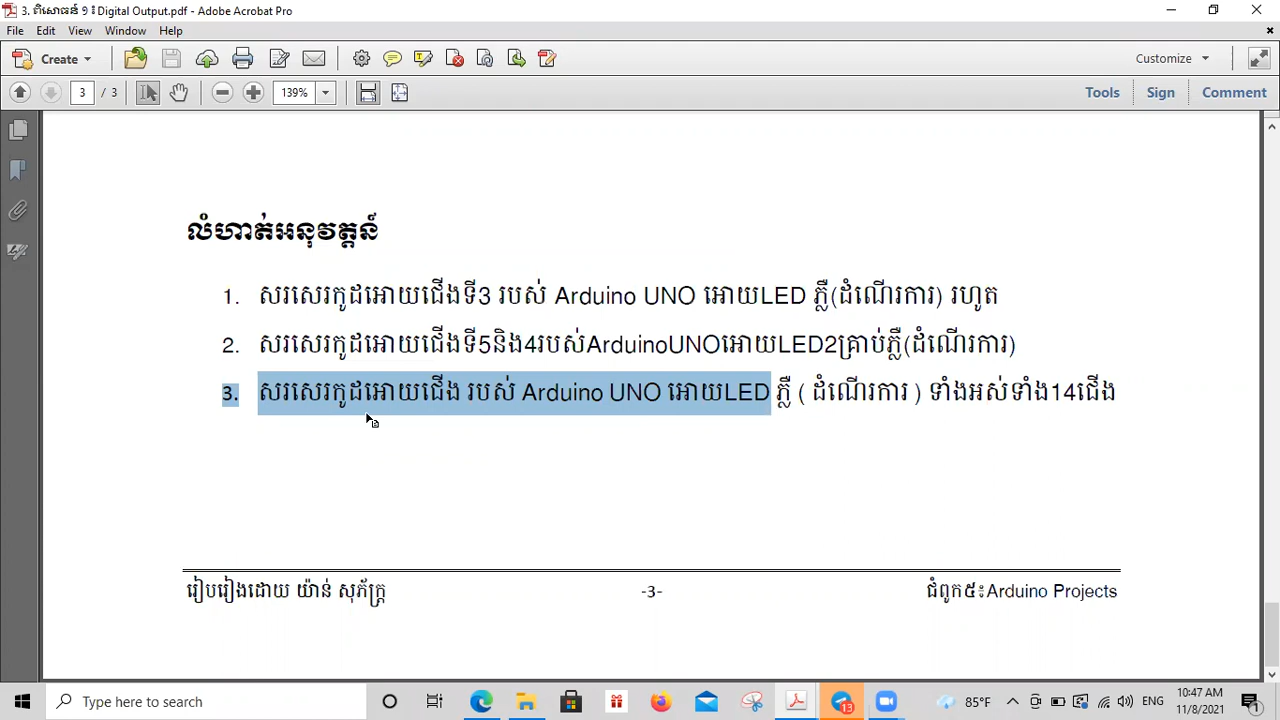 3. ពិសោធន៍ ១៖Digital Output.pdf - Adobe Acrobat Pro
File Edit View Window Help
Create Customize
3 / 3 139% Tools Sign Comment
លំហាត់អនុវត្តន៍
1. សរសេរកូដអោយជើងទី3 របស់ Arduino UNO អោយLED ភ្លឺ(ដំណើរការ) រហូត
2. សរសេរកូដអោយជើងទី5និង4របស់ArduinoUNOអោយLED2គ្រាប់ភ្លឺ(ដំណើរការ)
3. សរសេរកូដអោយជើង របស់ Arduino UNO អោយLED ភ្លឺ ( ដំណើរការ ) ទាំងអស់ទាំង14ជើង
រៀបរៀងដោយ យ៉ាន់ សុភ័ក្ត្រ -3- ជំពូក៥៖Arduino Projects
Type here to search 13 85°F ENG 10:47 AM
11/8/2021 1